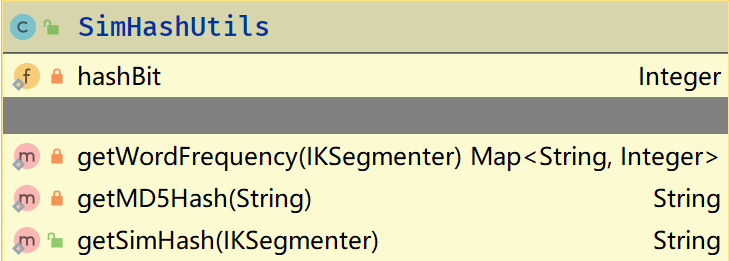 C SimHashUtils
f hashBit Integer
m getWordFrequency(IKSegmenter) Map<String, Integer>
m getMD5Hash(String) String
m getSimHash(IKSegmenter) String